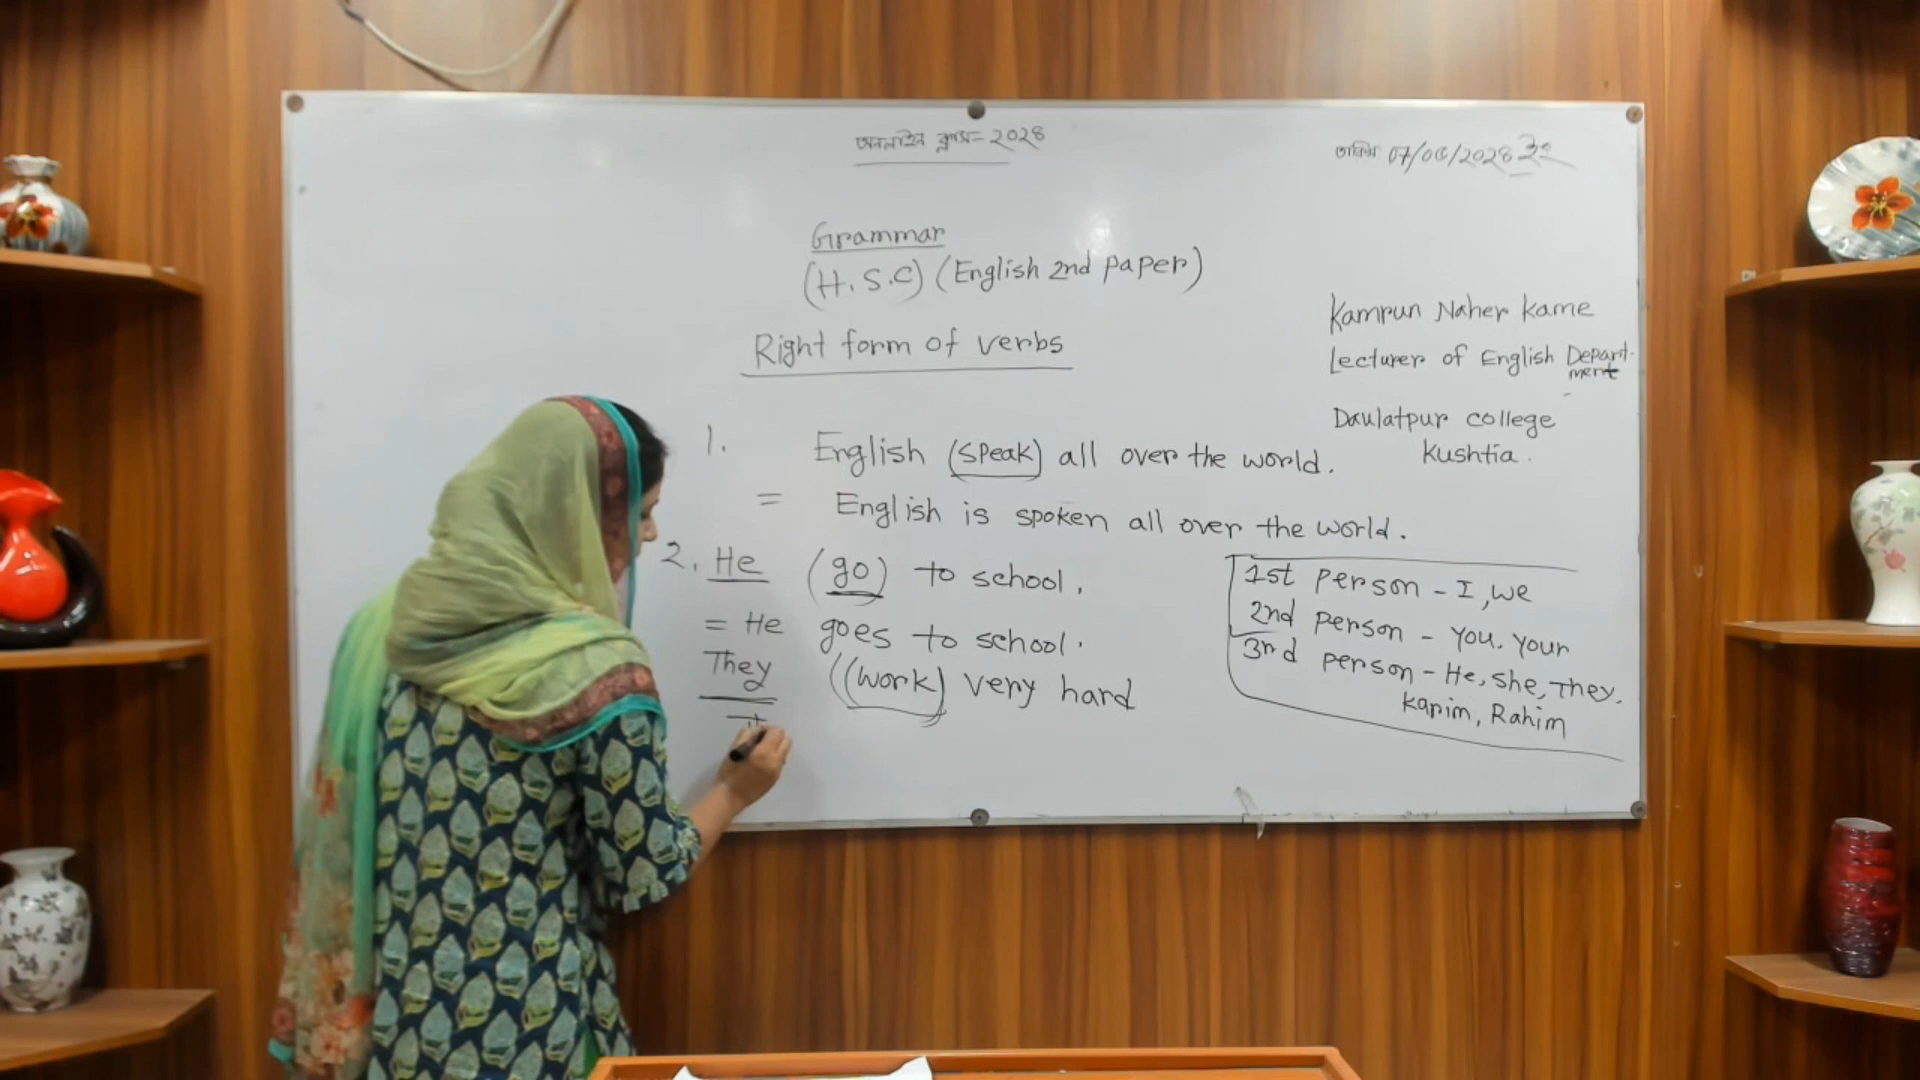 অনলাইন ক্লাস= ২০২৪
তারিখ ০৭/০৫/২০২৪
Grammar
(H.S.C) (English 2nd paper)
Right form of verbs
Kamrun Naher Kame
Lecturer of English Depart-
ment
Daulatpur college
Kushtia.
1. English (speak) all over the world.
= English is spoken all over the world.
2. He (go) to school.
= He goes to school.
They ((work) very hard
1st person - I, we
2nd person - you, your
3rd person - He, she, They.
Karim, Rahim